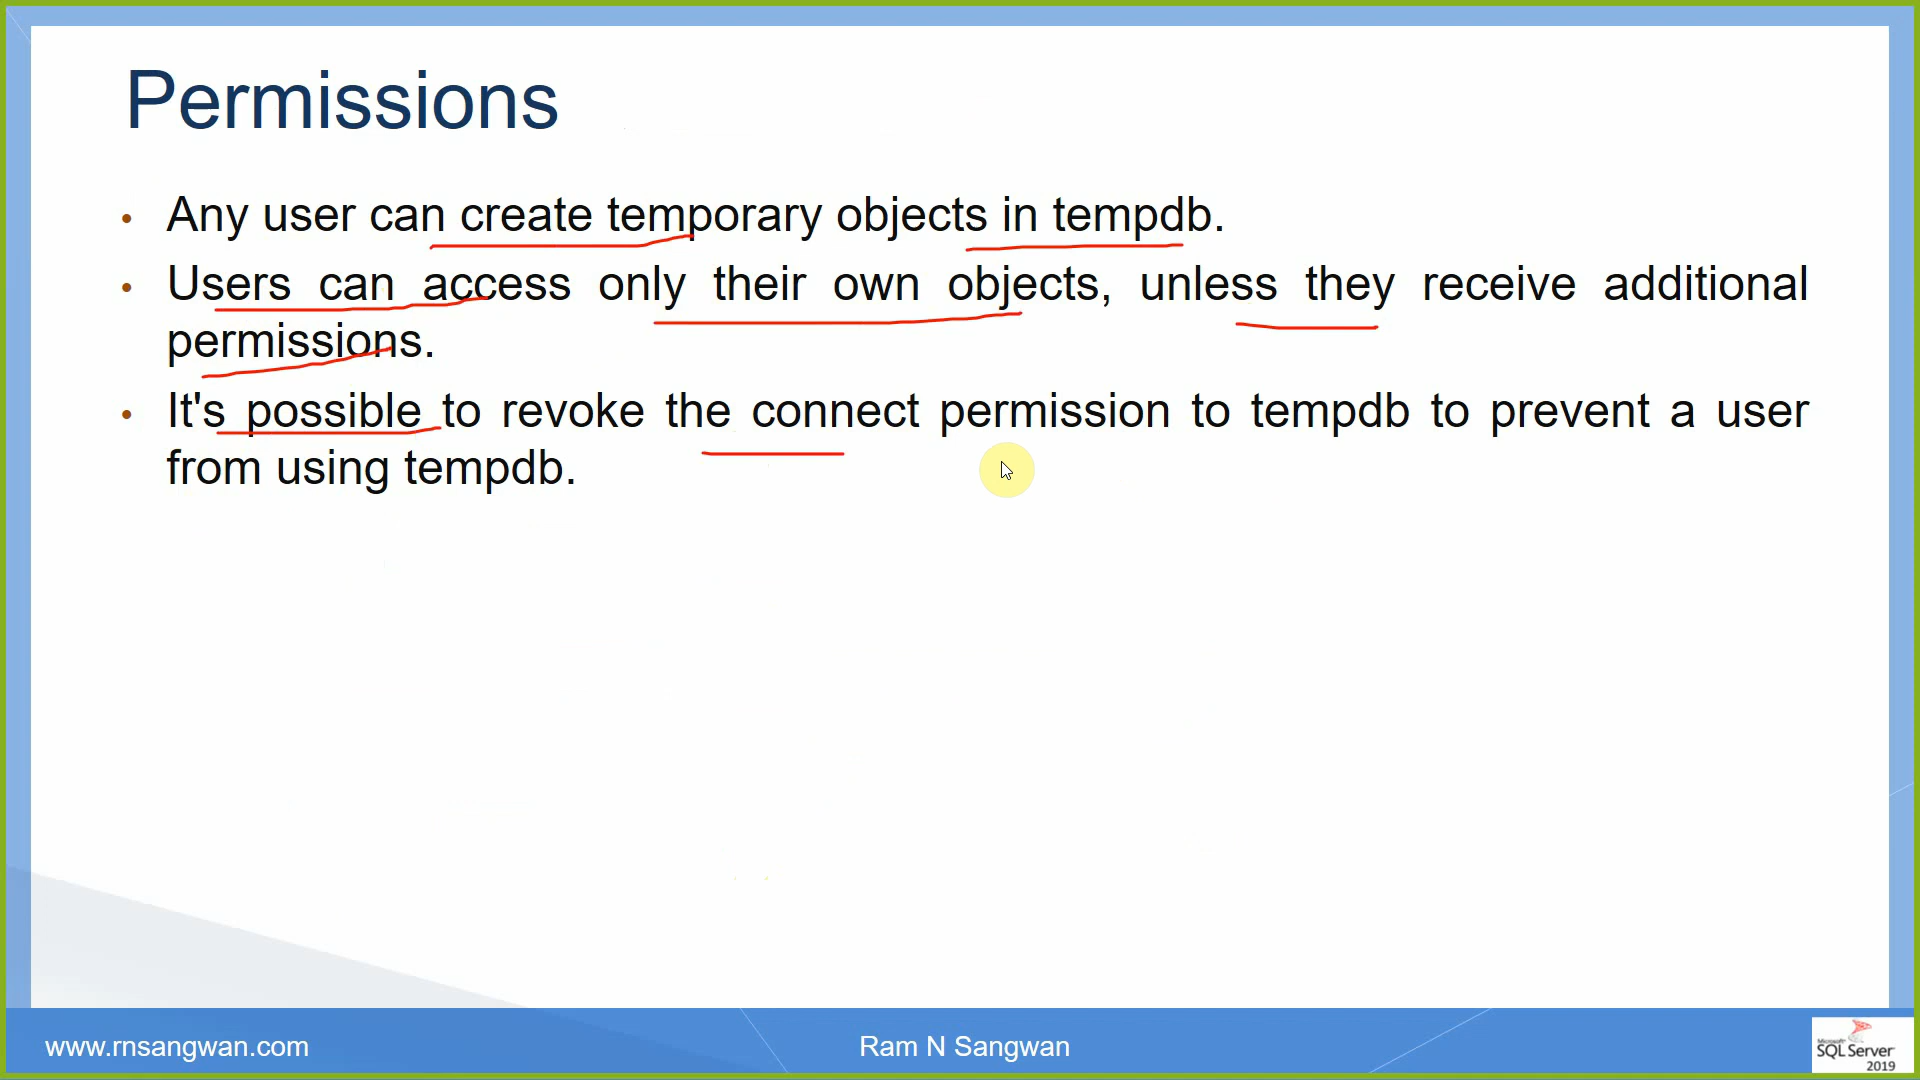 Permissions
• Any user can create temporary objects in tempdb.
• Users can access only their own objects, unless they receive additional
permissions.
• It's possible to revoke the connect permission to tempdb to prevent a user
from using tempdb.
www.rnsangwan.com
Ram N Sangwan
Microsoft
SQL Server
2019